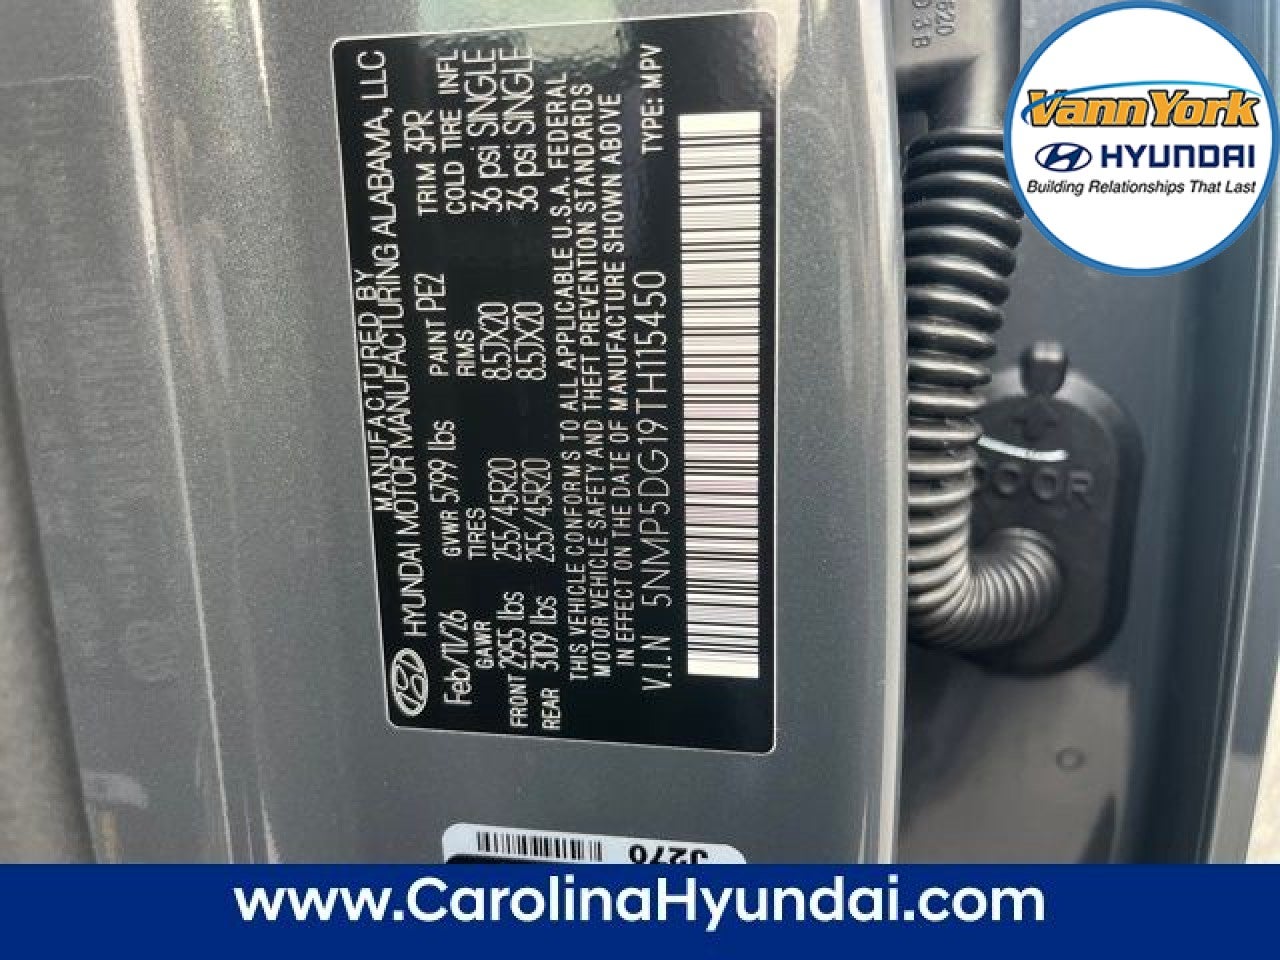 MANUFACTURED BY
HYUNDAI MOTOR MANUFACTURING ALABAMA, LLC
Feb/11/26 GVWR 5799 lbs PAINT PE2 TRIM 3PR
GAWR TIRES RIMS COLD TIRE INFL
FRONT 2955 lbs 255/45R20 8.5JX20 36 psi SINGLE
REAR 3109 lbs 255/45R20 8.5JX20 36 psi SINGLE
THIS VEHICLE CONFORMS TO ALL APPLICABLE U.S.A. FEDERAL
MOTOR VEHICLE SAFETY AND THEFT PREVENTION STANDARDS
IN EFFECT ON THE DATE OF MANUFACTURE SHOWN ABOVE
V.I.N 5NMP5DG19TH115450 TYPE: MPV
VannYork
HYUNDAI
Building Relationships That Last
DOOR
J270
www.CarolinaHyundai.com